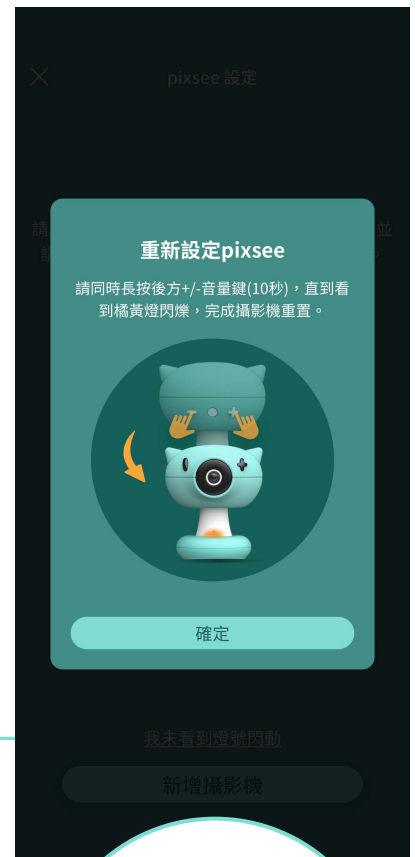 pixsee 設定
重新設定pixsee
請同時長按後方+/-音量鍵(10秒)，直到看
到橘黃燈閃爍，完成攝影機重置。
確定
我未看到燈號閃動
新增攝影機